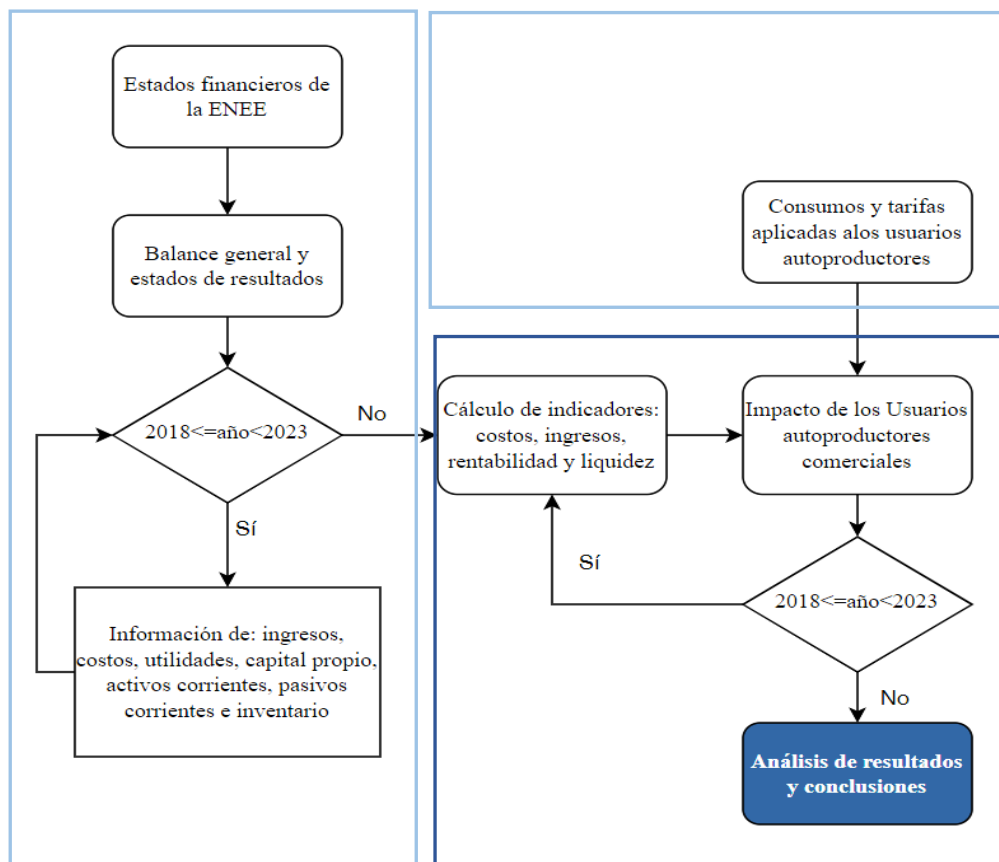 Estados financieros de
la ENEE
Balance general y
estados de resultados
2018<=año<2023
No
Sí
Información de: ingresos,
costos, utilidades, capital propio,
activos corrientes, pasivos
corrientes e inventario
Consumos y tarifas
aplicadas alos usuarios
autoproductores
Cálculo de indicadores:
costos, ingresos,
rentabilidad y liquidez
Impacto de los Usuarios
autoproductores
comerciales
Sí
2018<=año<2023
No
Análisis de resultados
y conclusiones